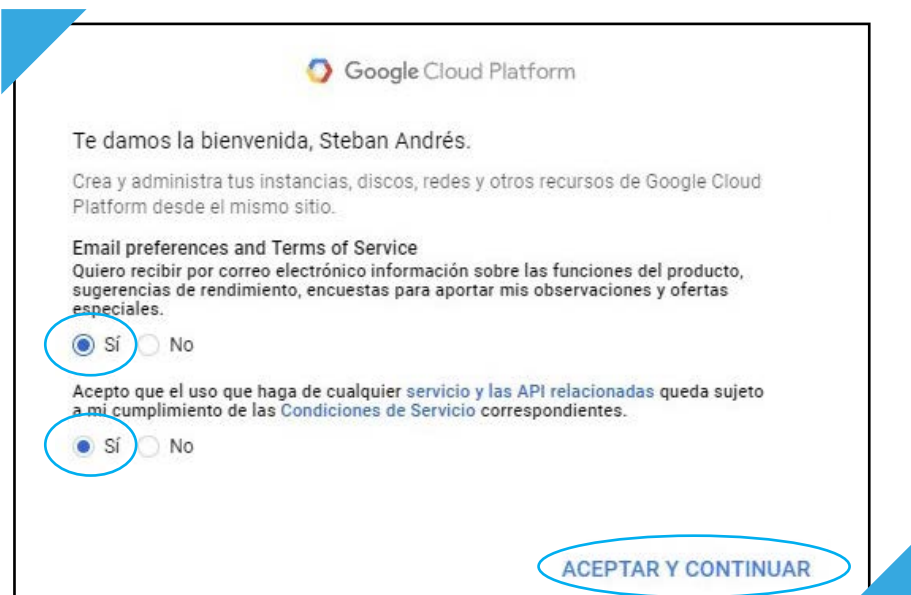 Google Cloud Platform
Te damos la bienvenida, Steban Andrés.
Crea y administra tus instancias, discos, redes y otros recursos de Google Cloud
Platform desde el mismo sitio.
Email preferences and Terms of Service
Quiero recibir por correo electrónico información sobre las funciones del producto,
sugerencias de rendimiento, encuestas para aportar mis observaciones y ofertas
especiales.
Sí No
Acepto que el uso que haga de cualquier servicio y las API relacionadas queda sujeto
a mi cumplimiento de las Condiciones de Servicio correspondientes.
Sí No
ACEPTAR Y CONTINUAR